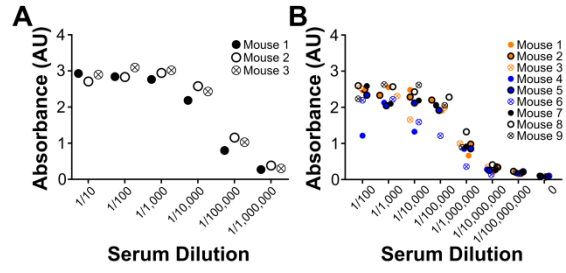 A
Absorbance (AU)
4
3
2
1
0
Mouse 1
Mouse 2
Mouse 3
1/10
1/100
1/1,000
1/10,000
1/100,000
1/1,000,000
Serum Dilution
B
Absorbance (AU)
4
3
2
1
0
Mouse 1
Mouse 2
Mouse 3
Mouse 4
Mouse 5
Mouse 6
Mouse 7
Mouse 8
Mouse 9
1/100
1/1,000
1/10,000
1/100,000
1/1,000,000
1/10,000,000
1/100,000,000
0
Serum Dilution